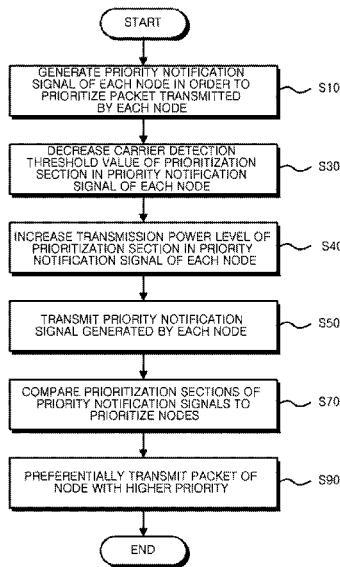 START
GENERATE PRIORITY NOTIFICATION
SIGNAL OF EACH NODE IN ORDER TO
PRIORITIZE PACKET TRANSMITTED
BY EACH NODE
S10
DECREASE CARRIER DETECTION
THRESHOLD VALUE OF PRIORITIZATION
SECTION IN PRIORITY NOTIFICATION
SIGNAL OF EACH NODE
S30
INCREASE TRANSMISSION POWER LEVEL OF
PRIORITIZATION SECTION IN PRIORITY
NOTIFICATION SIGNAL OF EACH NODE
S40
TRANSMIT PRIORITY NOTIFICATION
SIGNAL GENERATED BY EACH NODE
S50
COMPARE PRIORITIZATION SECTIONS OF
PRIORITY NOTIFICATION SIGNALS TO
PRIORITIZE NODES
S70
PREFERENTIALLY TRANSMIT PACKET OF
NODE WITH HIGHER PRIORITY
S90
END